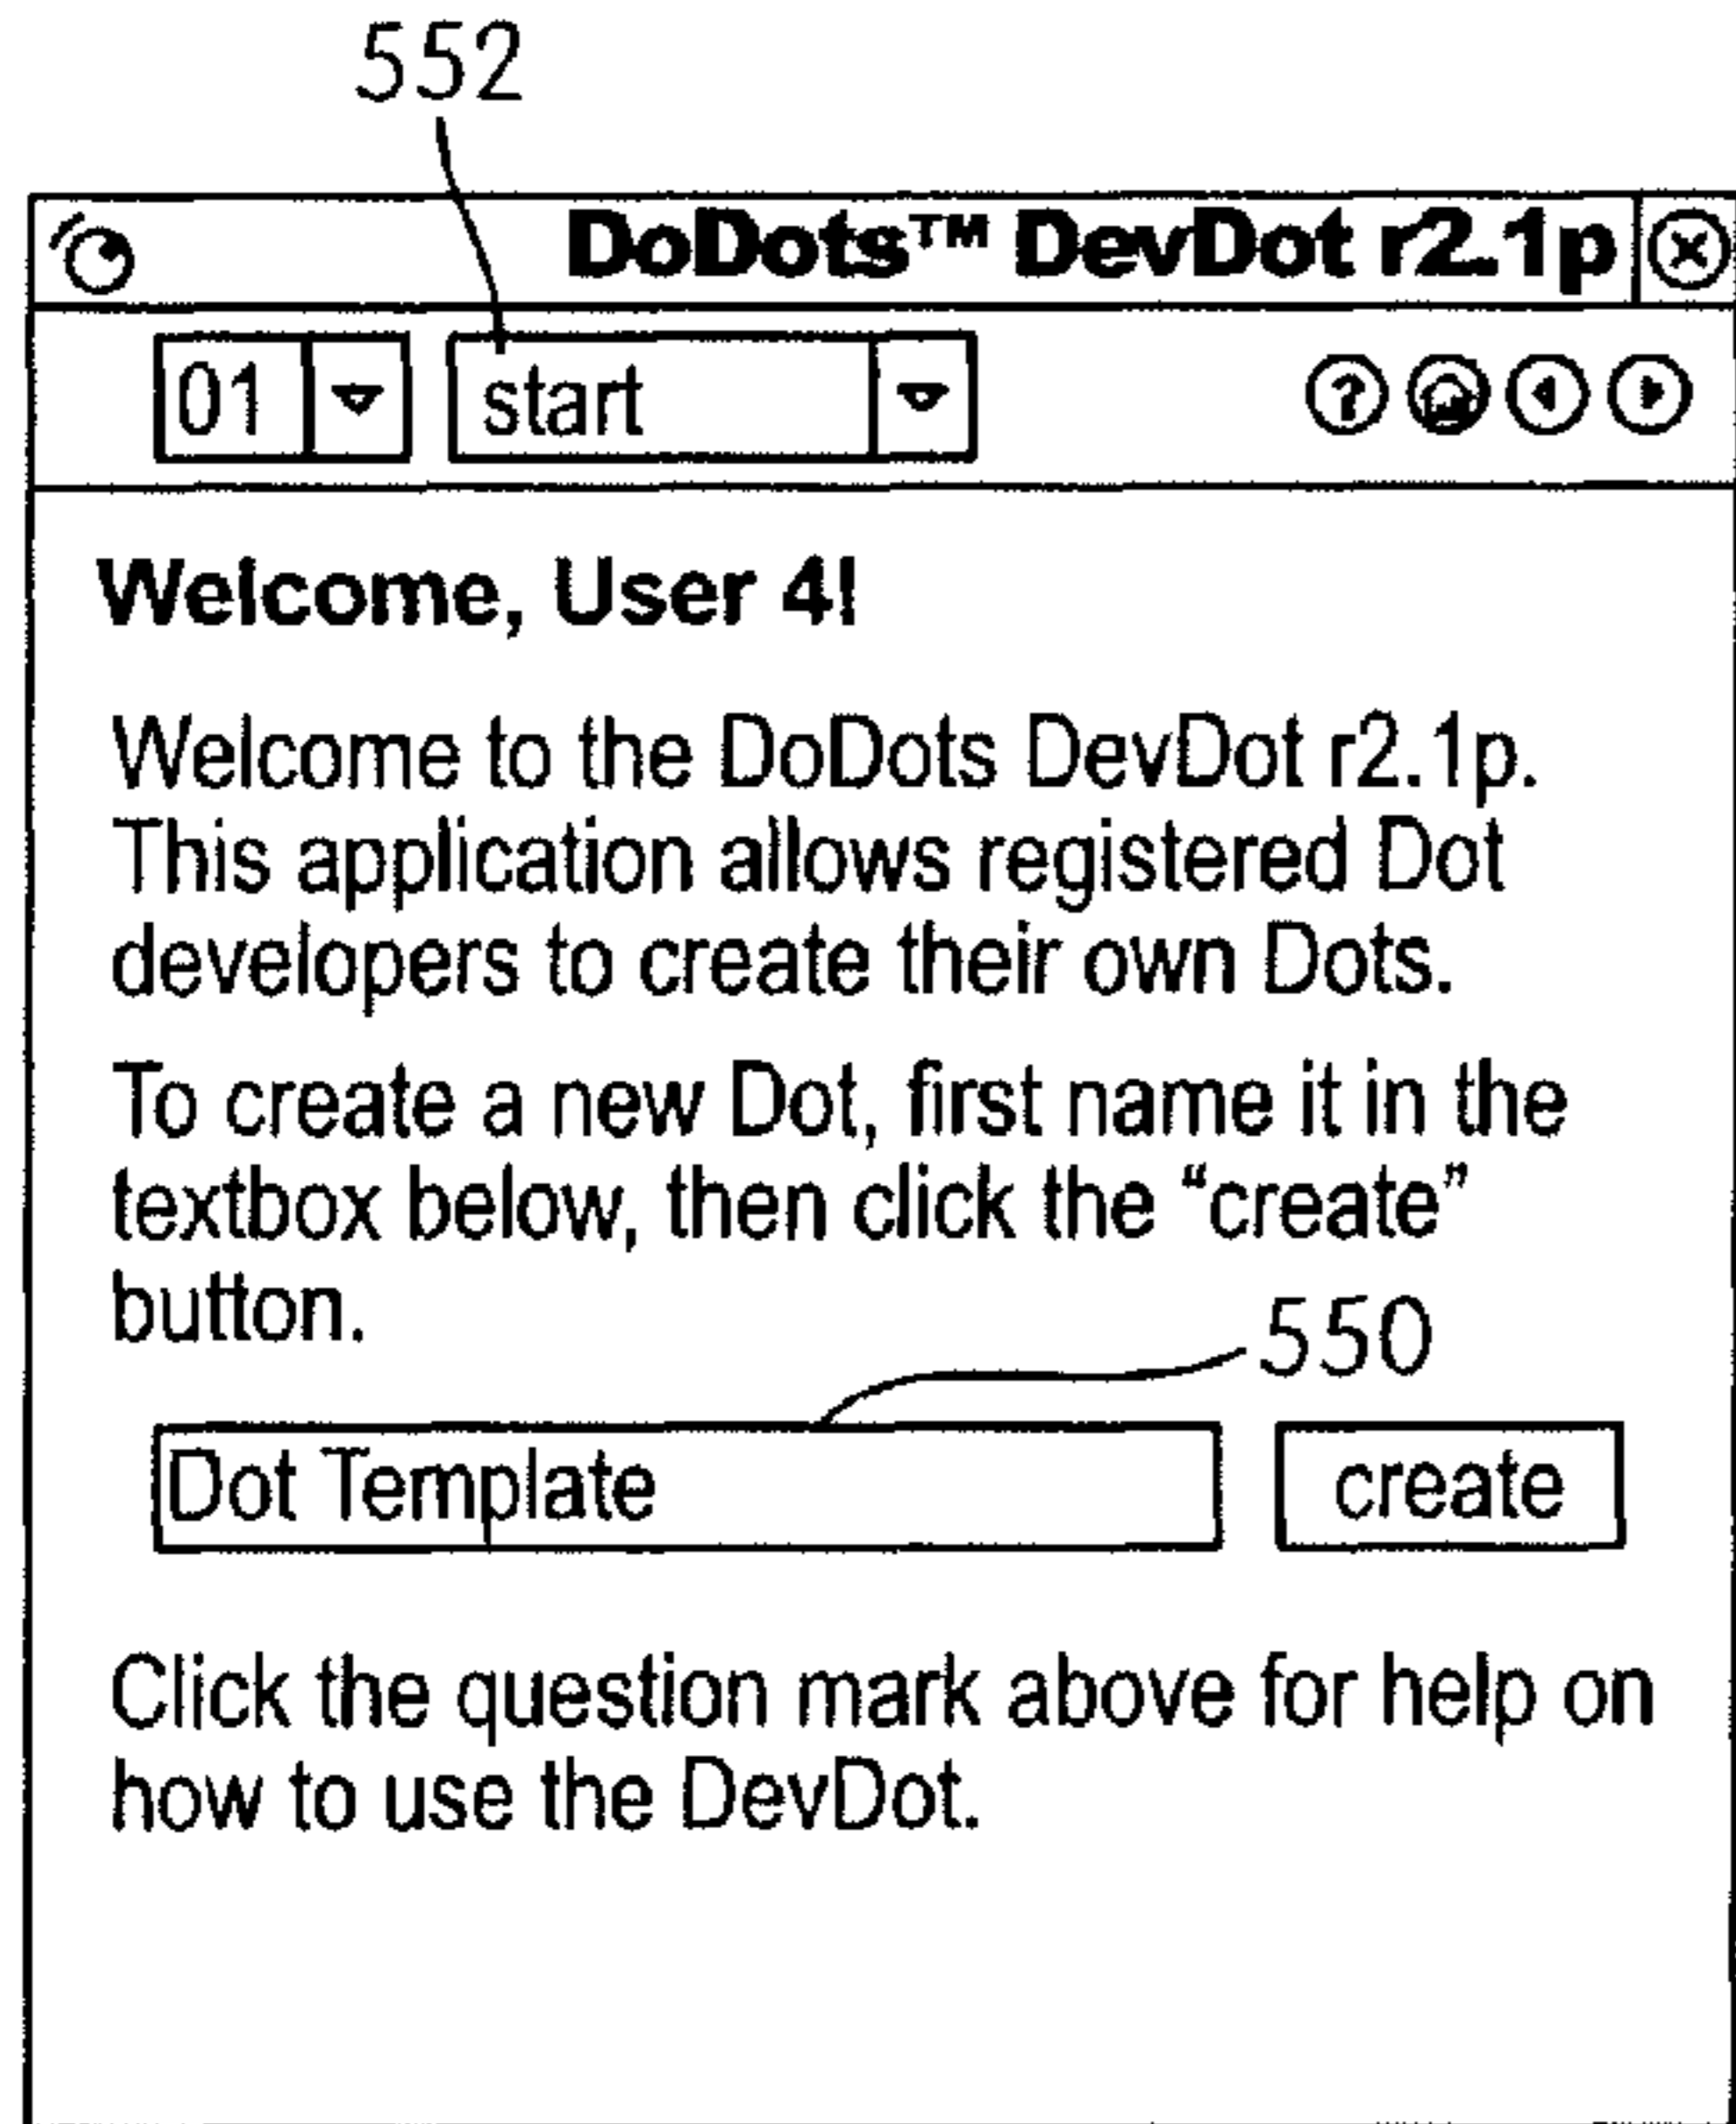 552
DoDots™ DevDot r2.1p
01 start ?
Welcome, User 4!
Welcome to the DoDots DevDot r2.1p.
This application allows registered Dot
developers to create their own Dots.
To create a new Dot, first name it in the
textbox below, then click the “create”
button.
550
Dot Template create
Click the question mark above for help on
how to use the DevDot.